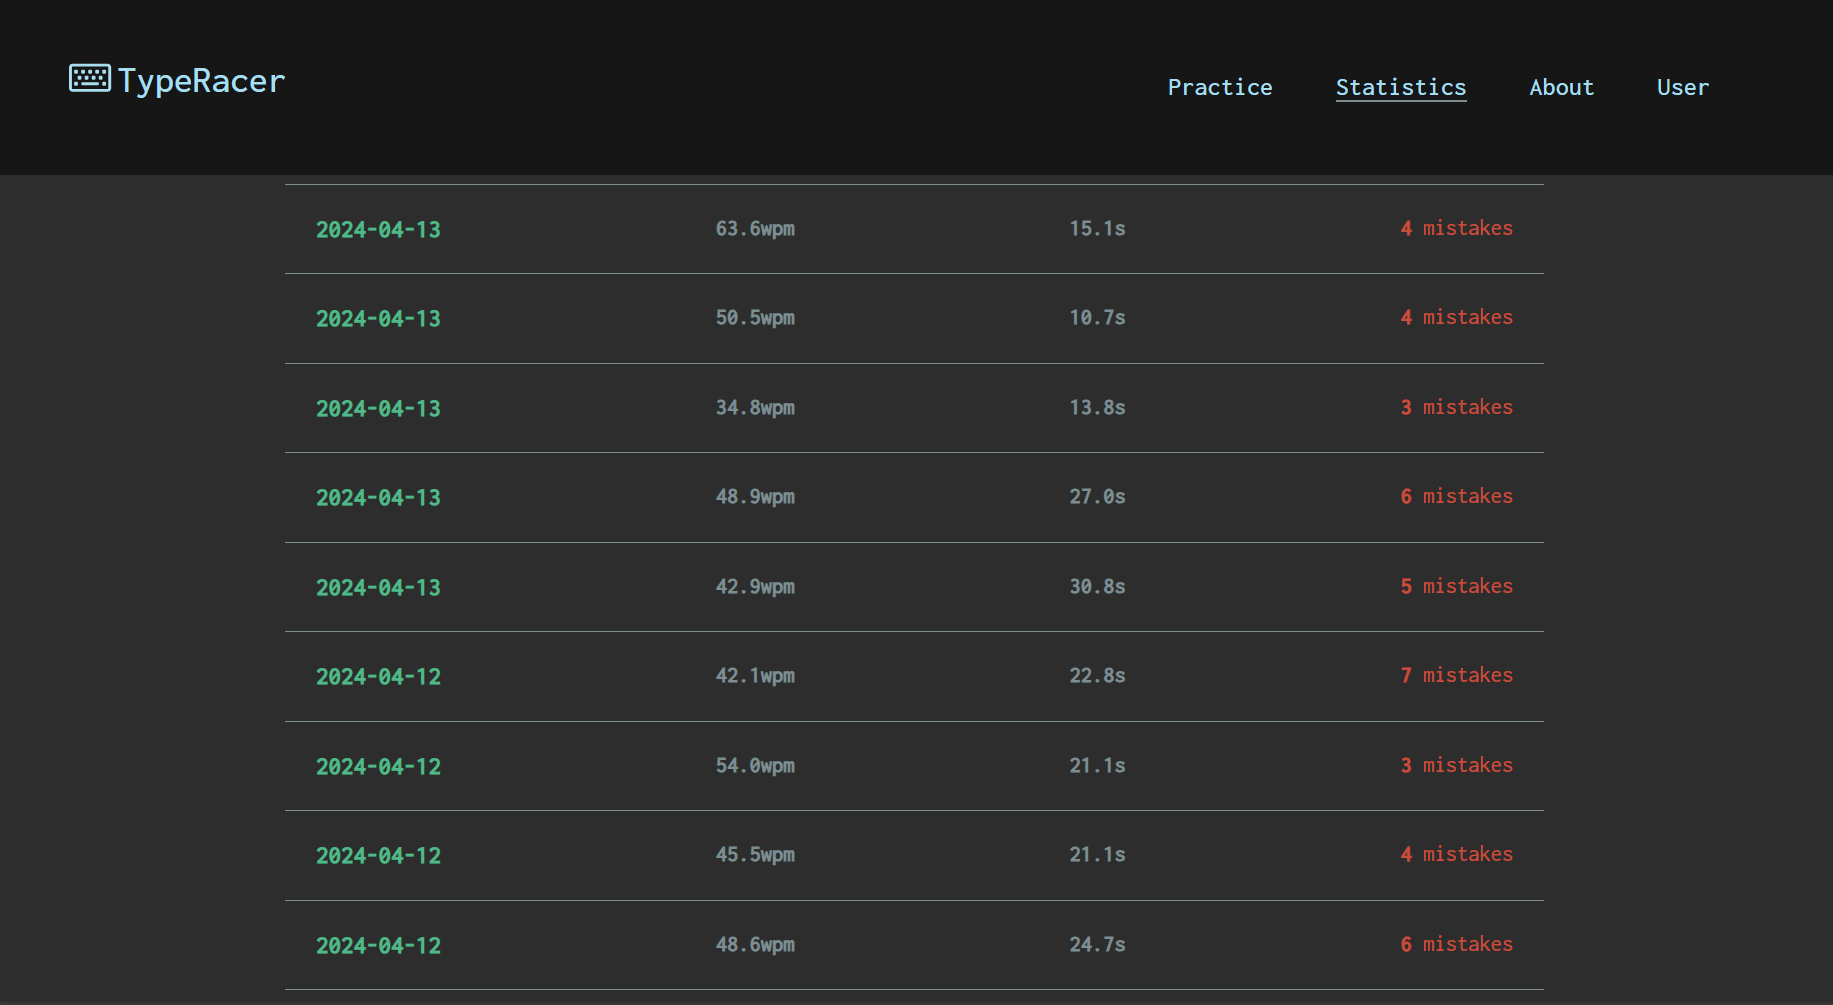 TypeRacer Practice Statistics About User
2024-04-13 63.6wpm 15.1s 4 mistakes
2024-04-13 50.5wpm 10.7s 4 mistakes
2024-04-13 34.8wpm 13.8s 3 mistakes
2024-04-13 48.9wpm 27.0s 6 mistakes
2024-04-13 42.9wpm 30.8s 5 mistakes
2024-04-12 42.1wpm 22.8s 7 mistakes
2024-04-12 54.0wpm 21.1s 3 mistakes
2024-04-12 45.5wpm 21.1s 4 mistakes
2024-04-12 48.6wpm 24.7s 6 mistakes